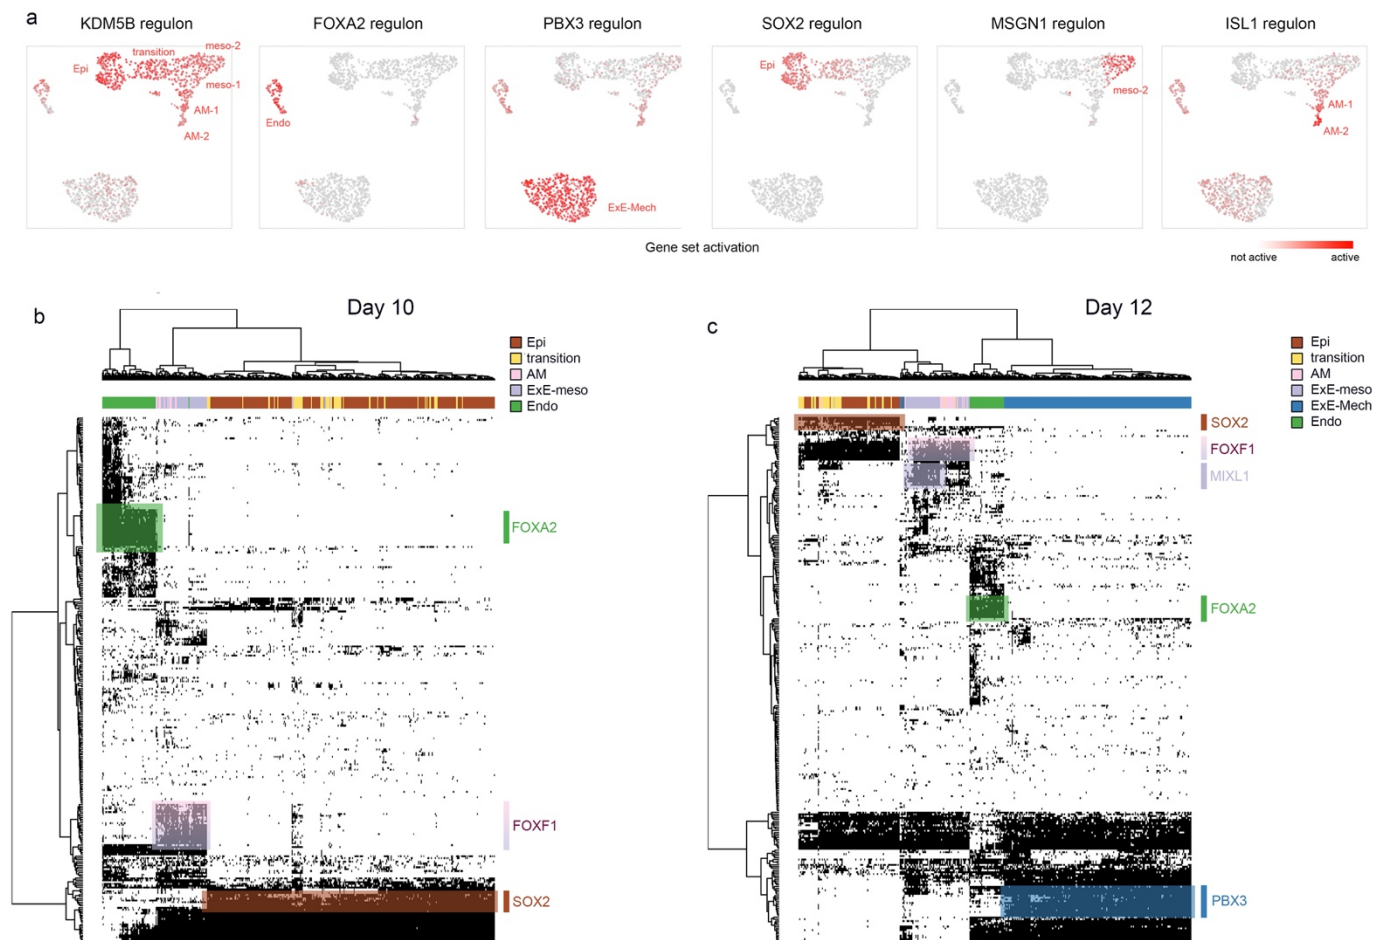 a
KDM5B regulon
FOXA2 regulon
PBX3 regulon
SOX2 regulon
MSGN1 regulon
ISL1 regulon
transition
meso-2
Epi
meso-1
AM-1
AM-2
Endo
ExE-Mech
Epi
meso-2
AM-1
AM-2
Gene set activation
not active
active
b
Day 10
Epi
transition
AM
ExE-meso
Endo
FOXA2
FOXF1
SOX2
c
Day 12
Epi
transition
AM
ExE-meso
ExE-Mech
Endo
SOX2
FOXF1
MIXL1
FOXA2
PBX3